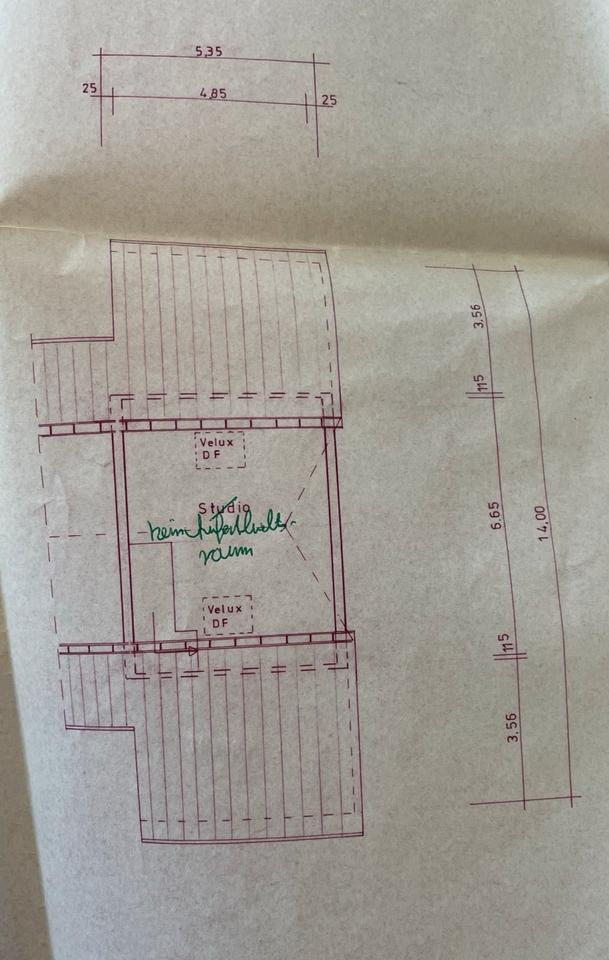 5,35
25
4,85
25
3,56
115
Velux
DF
Studio
kein Aufenthalts-
raum
6.65
14,00
Velux
DF
115
3.56